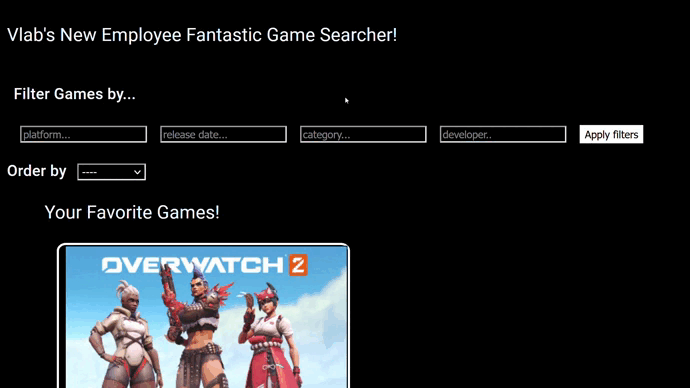 Vlab's New Employee Fantastic Game Searcher!
Filter Games by...
platform... release date... category... developer.. Apply filters
Order by ----
Your Favorite Games!
OVERWATCH 2